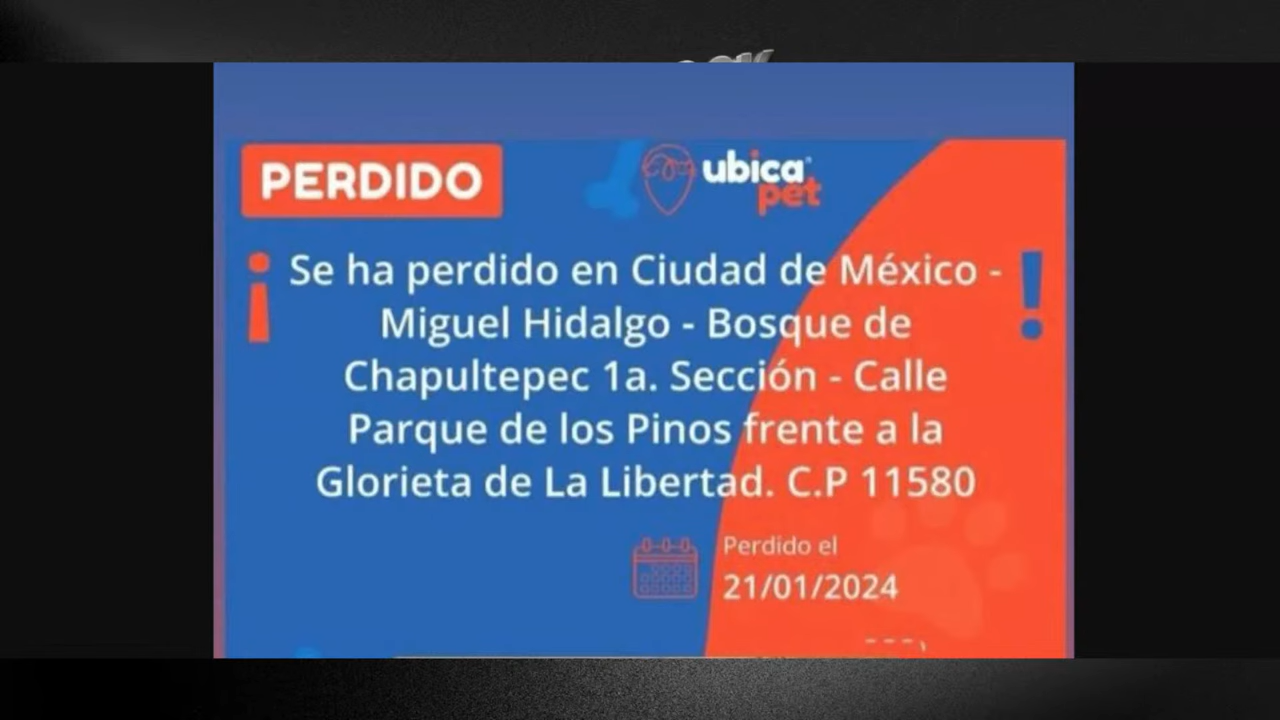 PERDIDO
ubica
pet
¡ Se ha perdido en Ciudad de México - !
Miguel Hidalgo - Bosque de
Chapultepec 1a. Sección - Calle
Parque de los Pinos frente a la
Glorieta de La Libertad. C.P 11580
Perdido el
21/01/2024